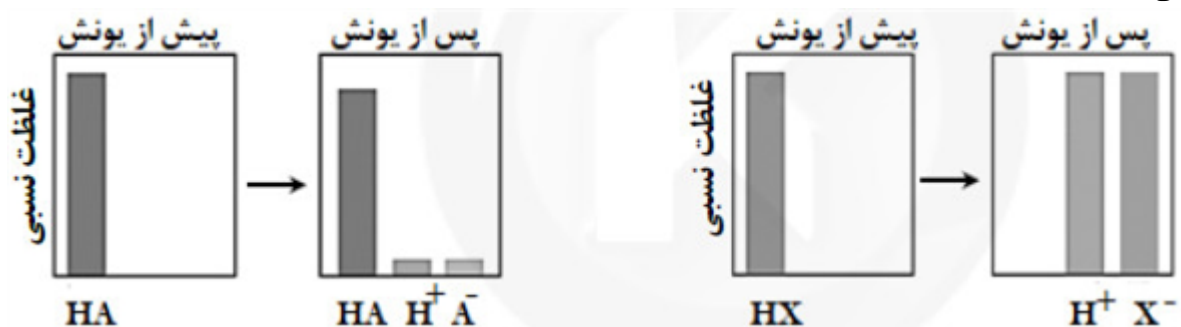 پیش از یونش
پس از یونش
پیش از یونش
پس از یونش
غلظت نسبی
غلظت نسبی
HA
HA H⁺ A⁻
HX
H⁺ X⁻